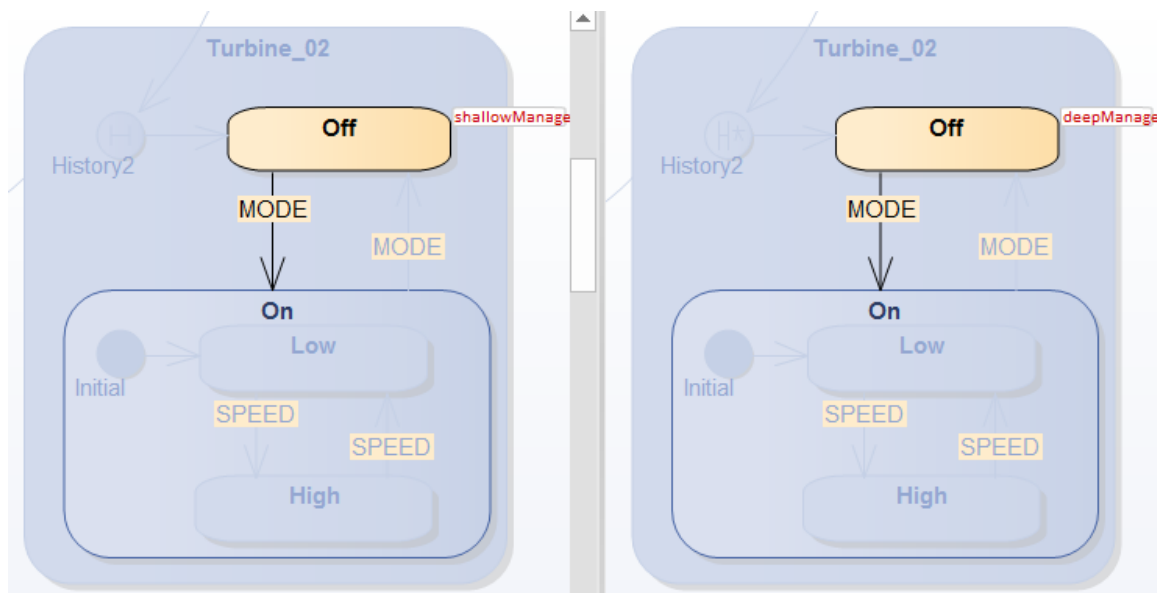 Turbine_02
Off
shallowManage
H
History2
MODE
MODE
On
Low
Initial
SPEED
SPEED
High
Turbine_02
Off
deepManage
H*
History2
MODE
MODE
On
Low
Initial
SPEED
SPEED
High